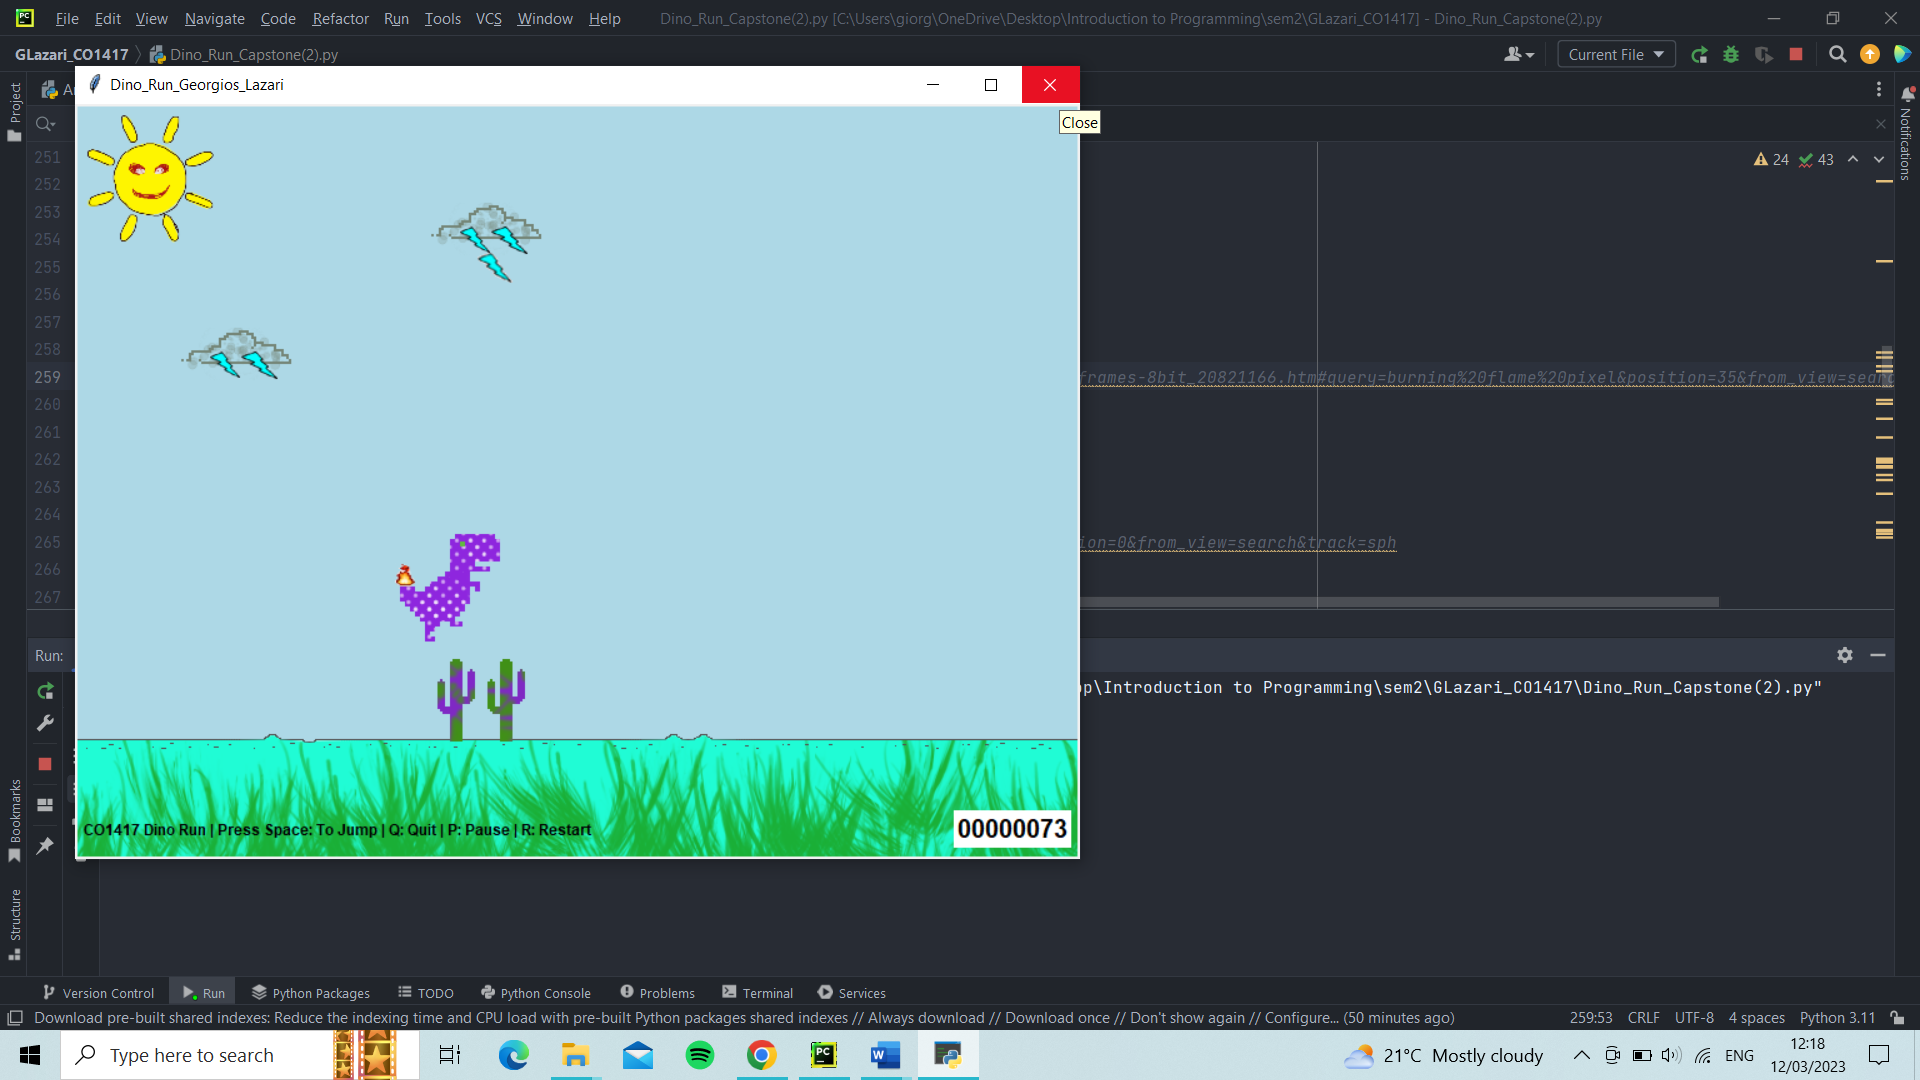 PC File Edit View Navigate Code Refactor Run Tools VCS Window Help Dino_Run_Capstone(2).py [C:\Users\giorg\OneDrive\Desktop\Introduction to Programming\sem2\GLazari_CO1417] - Dino_Run_Capstone(2).py
GLazari_CO1417 Dino_Run_Capstone(2).py Current File
Project
Notifications
Dino_Run_Georgios_Lazari
Close
24 43
251
252
253
254
255
256
257
258
259 frames-8bit_20821166.htm#query=burning%20flame%20pixel&position=35&from_view=searc
260
261
262
263
264
265 ion=0&from_view=search&track=sph
266
267
Run:
op\Introduction to Programming\sem2\GLazari_CO1417\Dino_Run_Capstone(2).py"
CO1417 Dino Run | Press Space: To Jump | Q: Quit | P: Pause | R: Restart
00000073
Bookmarks
Structure
Version Control Run Python Packages TODO Python Console Problems Terminal Services
Download pre-built shared indexes: Reduce the indexing time and CPU load with pre-built Python packages shared indexes // Always download // Download once // Don't show again // Configure... (50 minutes ago) 259:53 CRLF UTF-8 4 spaces Python 3.11
Type here to search PC W 21°C Mostly cloudy ENG 12:18
12/03/2023